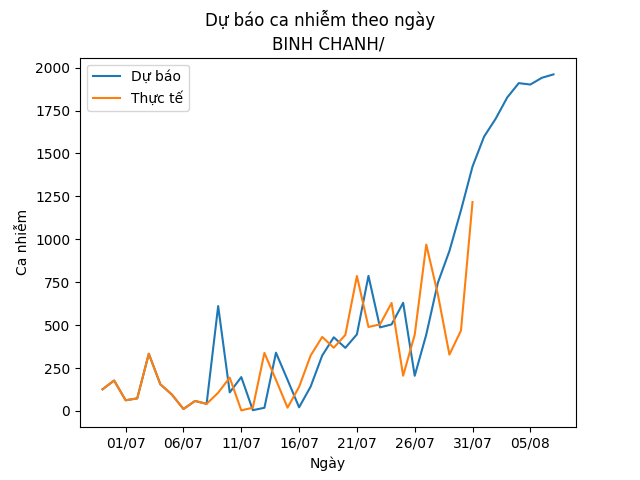 Dự báo ca nhiễm theo ngày
BINH CHANH/
Dự báo
Thực tế
Ca nhiễm
2000
1750
1500
1250
1000
750
500
250
0
01/07 06/07 11/07 16/07 21/07 26/07 31/07 05/08
Ngày